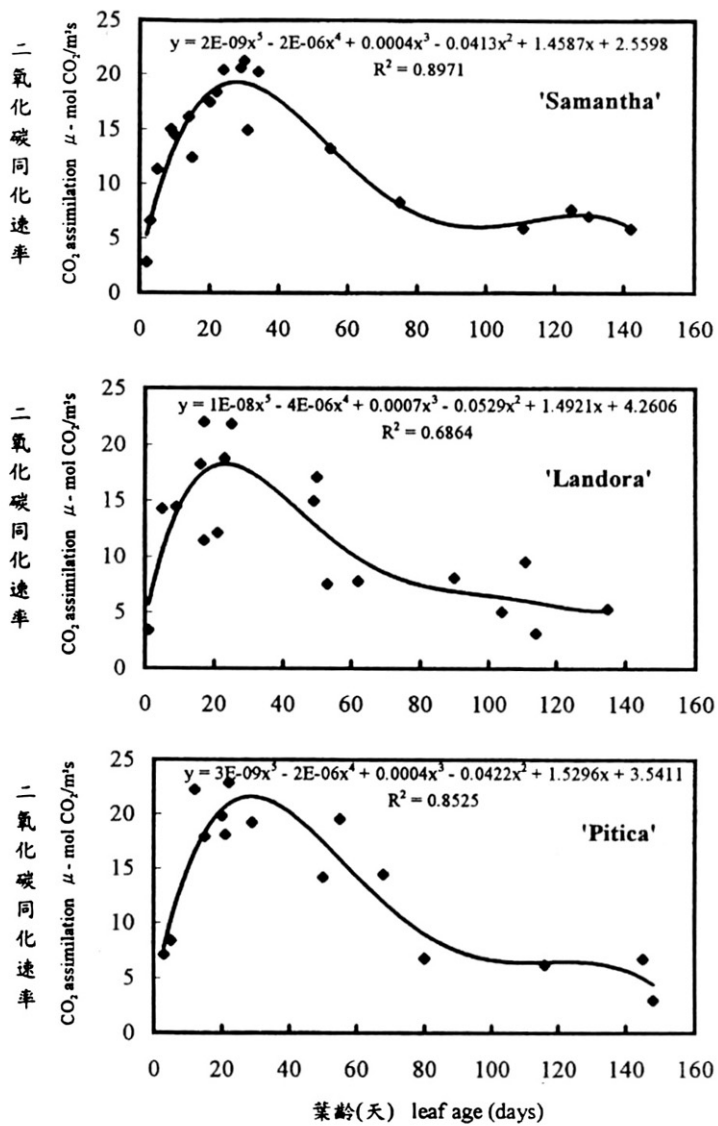 二氧化碳同化速率
CO₂ assimilation μ - mol CO₂/m²s
25
20
15
10
5
0
y = 2E-09x⁵ - 2E-06x⁴ + 0.0004x³ - 0.0413x² + 1.4587x + 2.5598
R² = 0.8971
'Samantha'
0 20 40 60 80 100 120 140 160
二氧化碳同化速率
CO₂ assimilation μ - mol CO₂/m²s
25
20
15
10
5
0
y = 1E-08x⁵ - 4E-06x⁴ + 0.0007x³ - 0.0529x² + 1.4921x + 4.2606
R² = 0.6864
'Landora'
0 20 40 60 80 100 120 140 160
二氧化碳同化速率
CO₂ assimilation μ - mol CO₂/m²s
25
20
15
10
5
0
y = 3E-09x⁵ - 2E-06x⁴ + 0.0004x³ - 0.0422x² + 1.5296x + 3.5411
R² = 0.8525
'Pitica'
0 20 40 60 80 100 120 140 160
葉齡(天) leaf age (days)